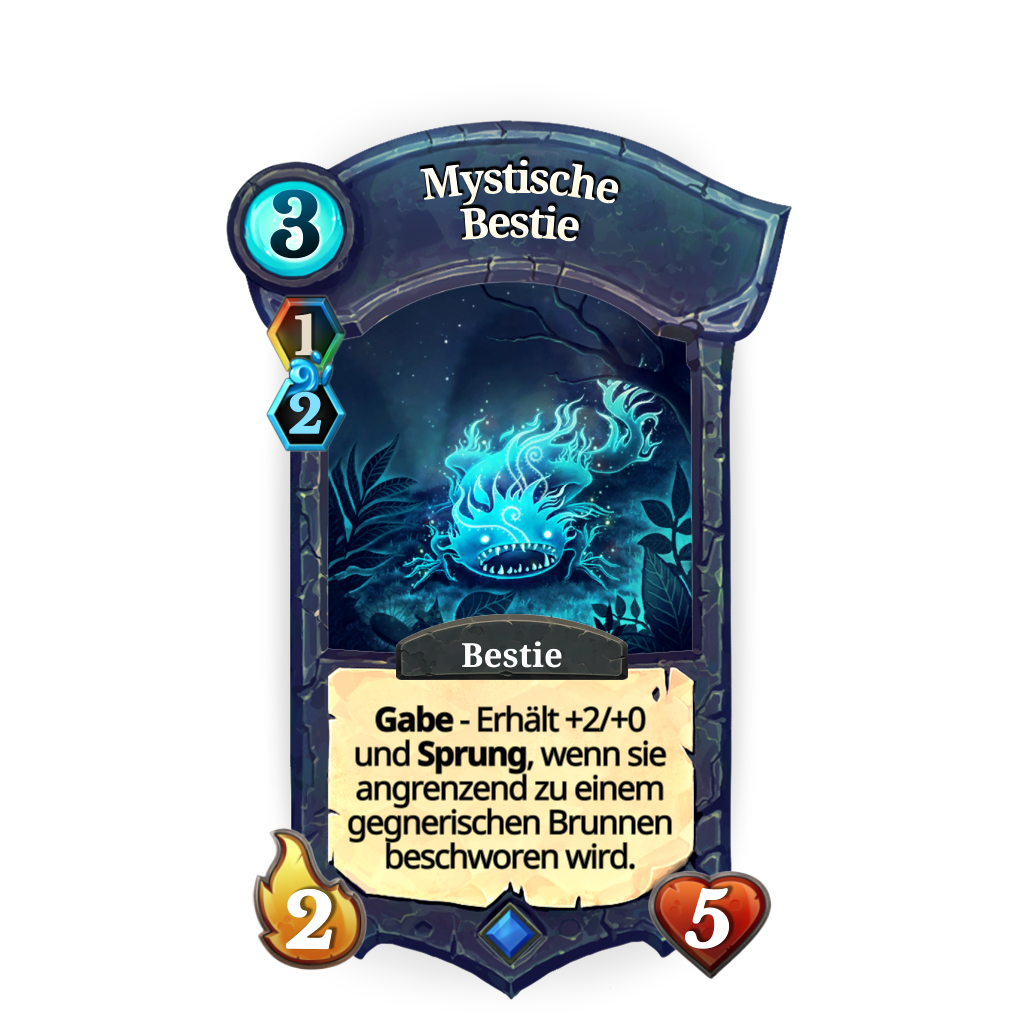 Mystische
Bestie
3
1
2
Bestie
Gabe - Erhält +2/+0
und Sprung, wenn sie
angrenzend zu einem
gegnerischen Brunnen
beschworen wird.
2
5